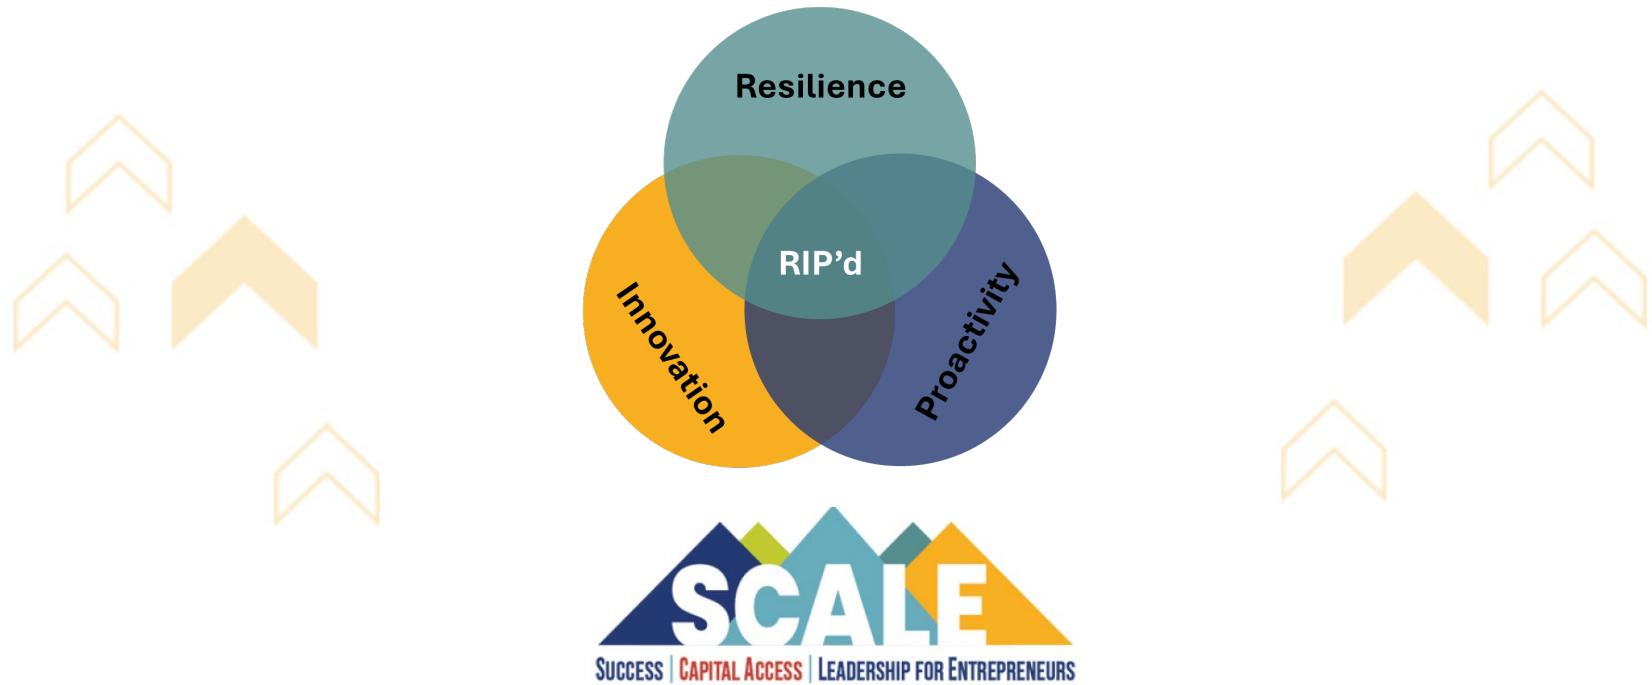 Resilience
RIP’d
Innovation
Proactivity
SCALE
SUCCESS | CAPITAL ACCESS | LEADERSHIP FOR ENTREPRENEURS